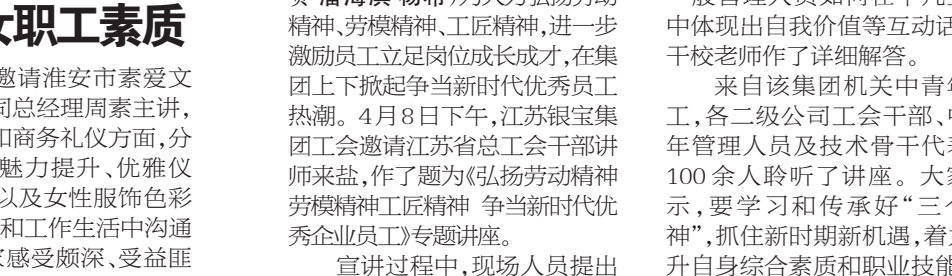 女职工素质
邀请淮安市素爱文
司总经理周素主讲,
和商务礼仪方面,分
魅力提升、优雅仪
以及女性服饰色彩
和工作生活中沟通
家感受颇深、受益匪
精神、劳模精神、工匠精神,进一步
激励员工立足岗位成长成才,在集
团上下掀起争当新时代优秀员工
热潮。4月8日下午,江苏银宝集
团工会邀请江苏省总工会干部讲
师来盐,作了题为《弘扬劳动精神
劳模精神工匠精神 争当新时代优
秀企业员工》专题讲座。
宣讲过程中,现场人员提出
中体现出自我价值等互动话
干校老师作了详细解答。
来自该集团机关中青年
工,各二级公司工会干部、中
年管理人员及技术骨干代表
100余人聆听了讲座。大家
示,要学习和传承好“三个
神”,抓住新时期新机遇,着力
升自身综合素质和职业技能